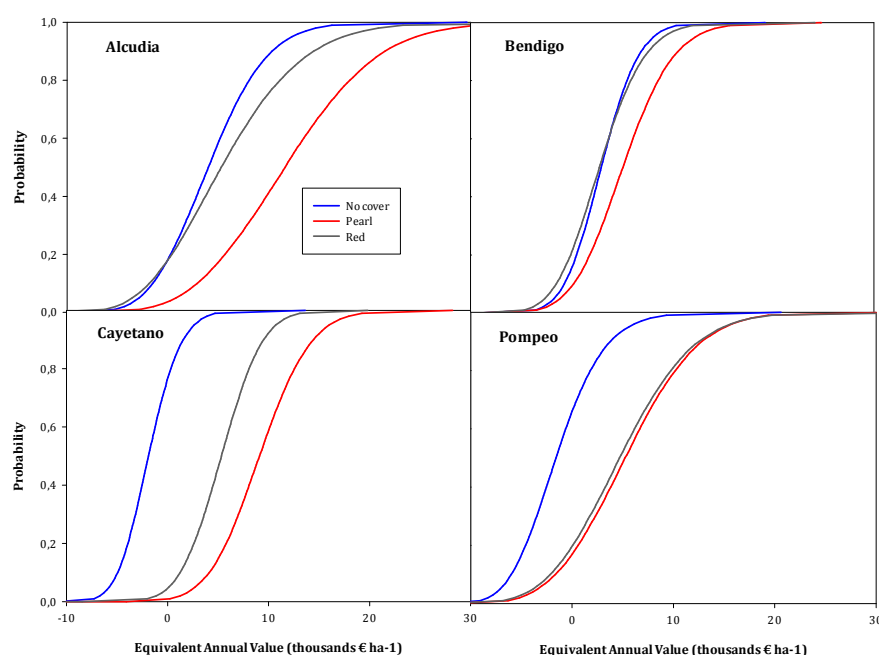 Alcudia
Bendigo
1,0
0,8
0,6
0,4
0,2
0,0
Probability
No cover
Pearl
Red
Cayetano
Pompeo
0,8
0,6
0,4
0,2
0,0
Probability
-10 0 10 20 30
0 10 20 30
Equivalent Annual Value (thousands € ha-1)
Equivalent Annual Value (thousands € ha-1)